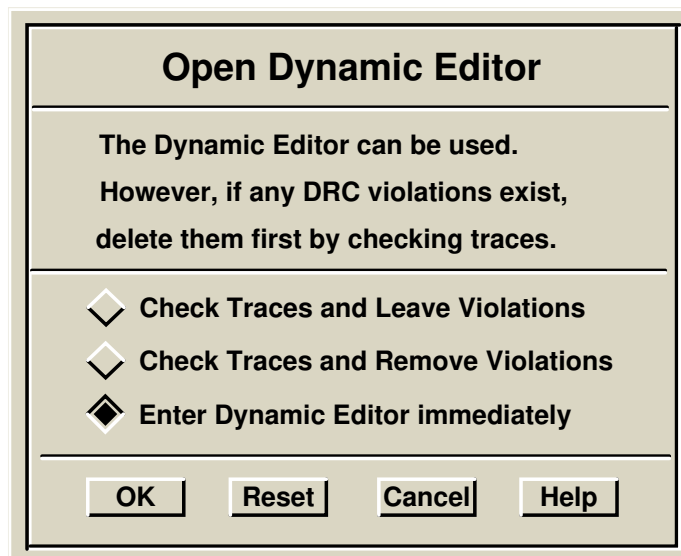 Open Dynamic Editor
The Dynamic Editor can be used.
However, if any DRC violations exist,
delete them first by checking traces.
Check Traces and Leave Violations
Check Traces and Remove Violations
Enter Dynamic Editor immediately
OK Reset Cancel Help